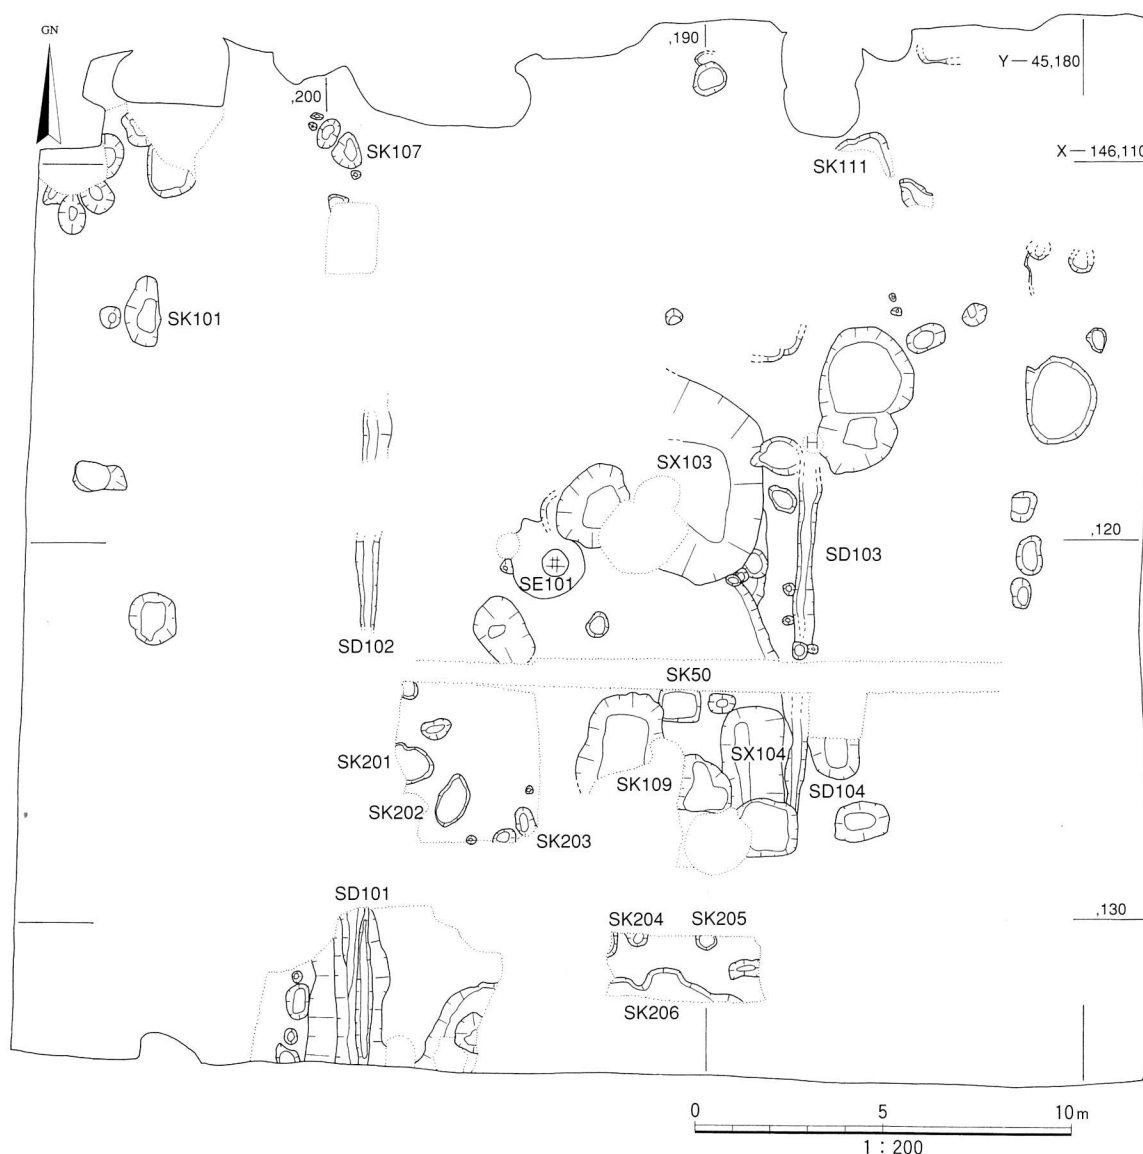 GN
,190
Y— 45,180
,200
SK107
SK111
X— 146,110
SK101
SX103
,120
SD103
SE101
SD102
SK50
SK201
SX104
SK109
SD104
SK202
SK203
SD101
,130
SK204
SK205
SK206
0
5
10m
1：200